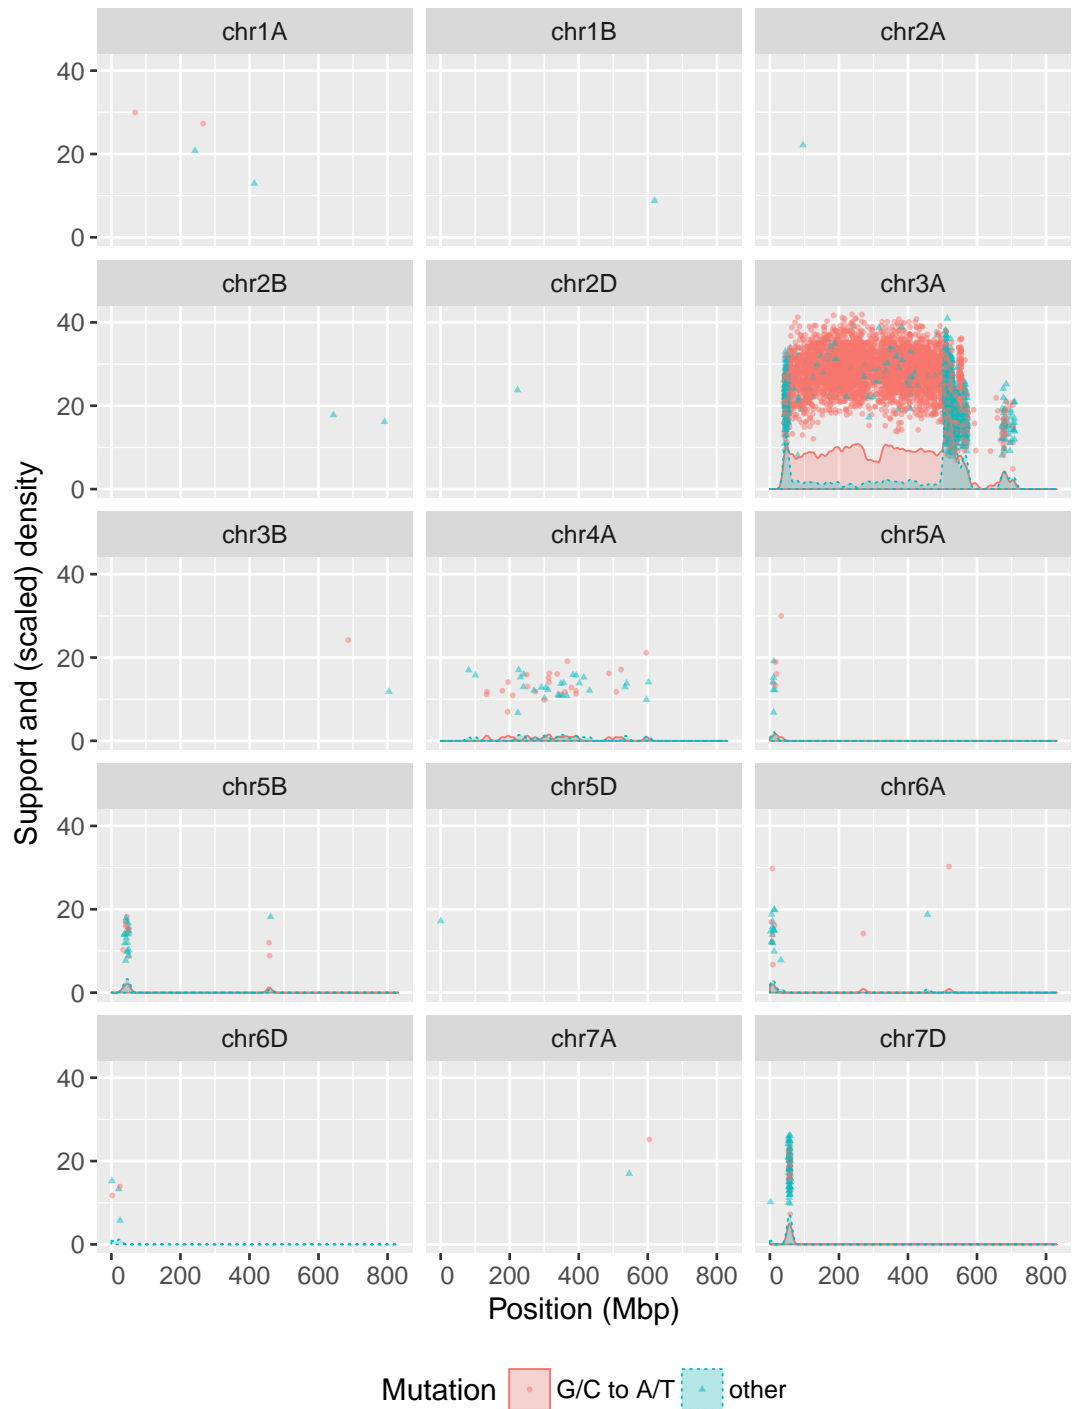 chr1A chr1B chr2A
40
20
0
chr2B chr2D chr3A
40
20
0
chr3B chr4A chr5A
40
20
0
chr5B chr5D chr6A
40
20
0
chr6D chr7A chr7D
40
20
0
0 200 400 600 800 0 200 400 600 800 0 200 400 600 800
Position (Mbp)
Support and (scaled) density
Mutation G/C to A/T other